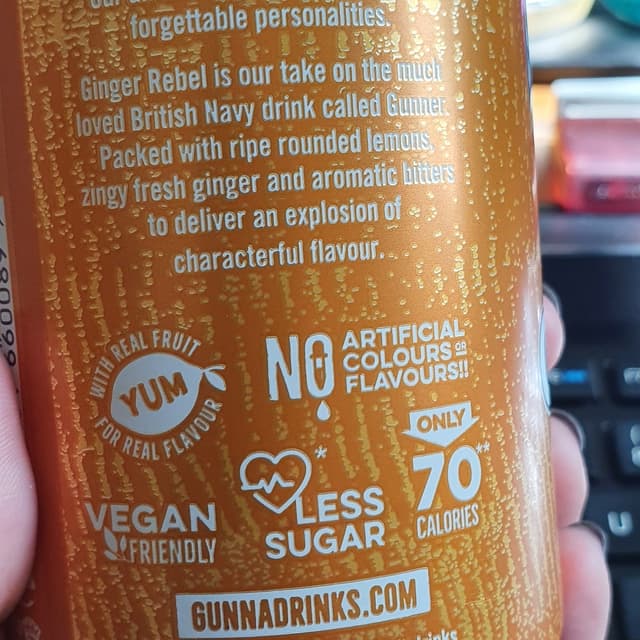 forgettable personalities.
Ginger Rebel is our take on the much
loved British Navy drink called Gunner.
Packed with ripe rounded lemons,
zingy fresh ginger and aromatic bitters
to deliver an explosion of
characterful flavour.
WITH REAL FRUIT
YUM
FOR REAL FLAVOUR
NO ARTIFICIAL
COLOURS OR
FLAVOURS!!
VEGAN
FRIENDLY
*
LESS
SUGAR
ONLY
70**
CALORIES
GUNNADRINKS.COM
drinks
U